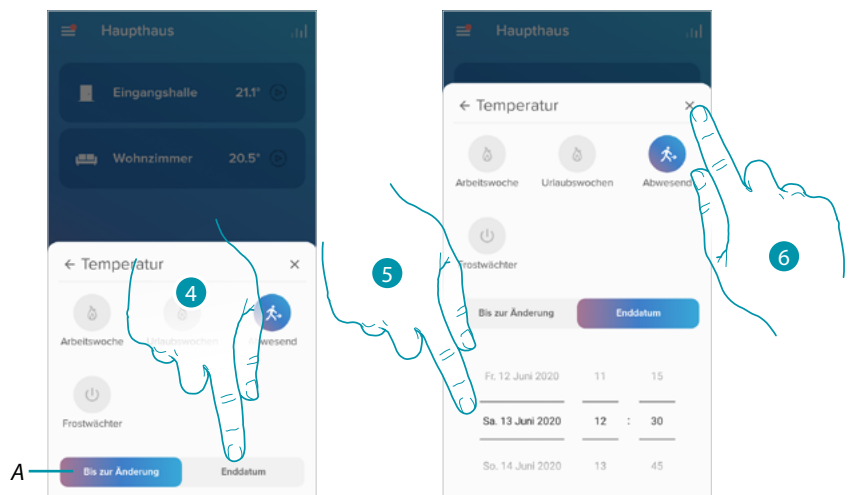 Haupthaus
Eingangshalle 21.1°
Wohnzimmer 20.5°
← Temperatur ×
4
Arbeitswoche Urlaubswochen Abwesend
Frostwächter
A
Bis zur Änderung Enddatum
Haupthaus
← Temperatur ×
Arbeitswoche Urlaubswochen Abwesend
5
6
Frostwächter
Bis zur Änderung Enddatum
Fr. 12 Juni 2020 11 15
Sa. 13 Juni 2020 12 : 30
So. 14 Juni 2020 13 45